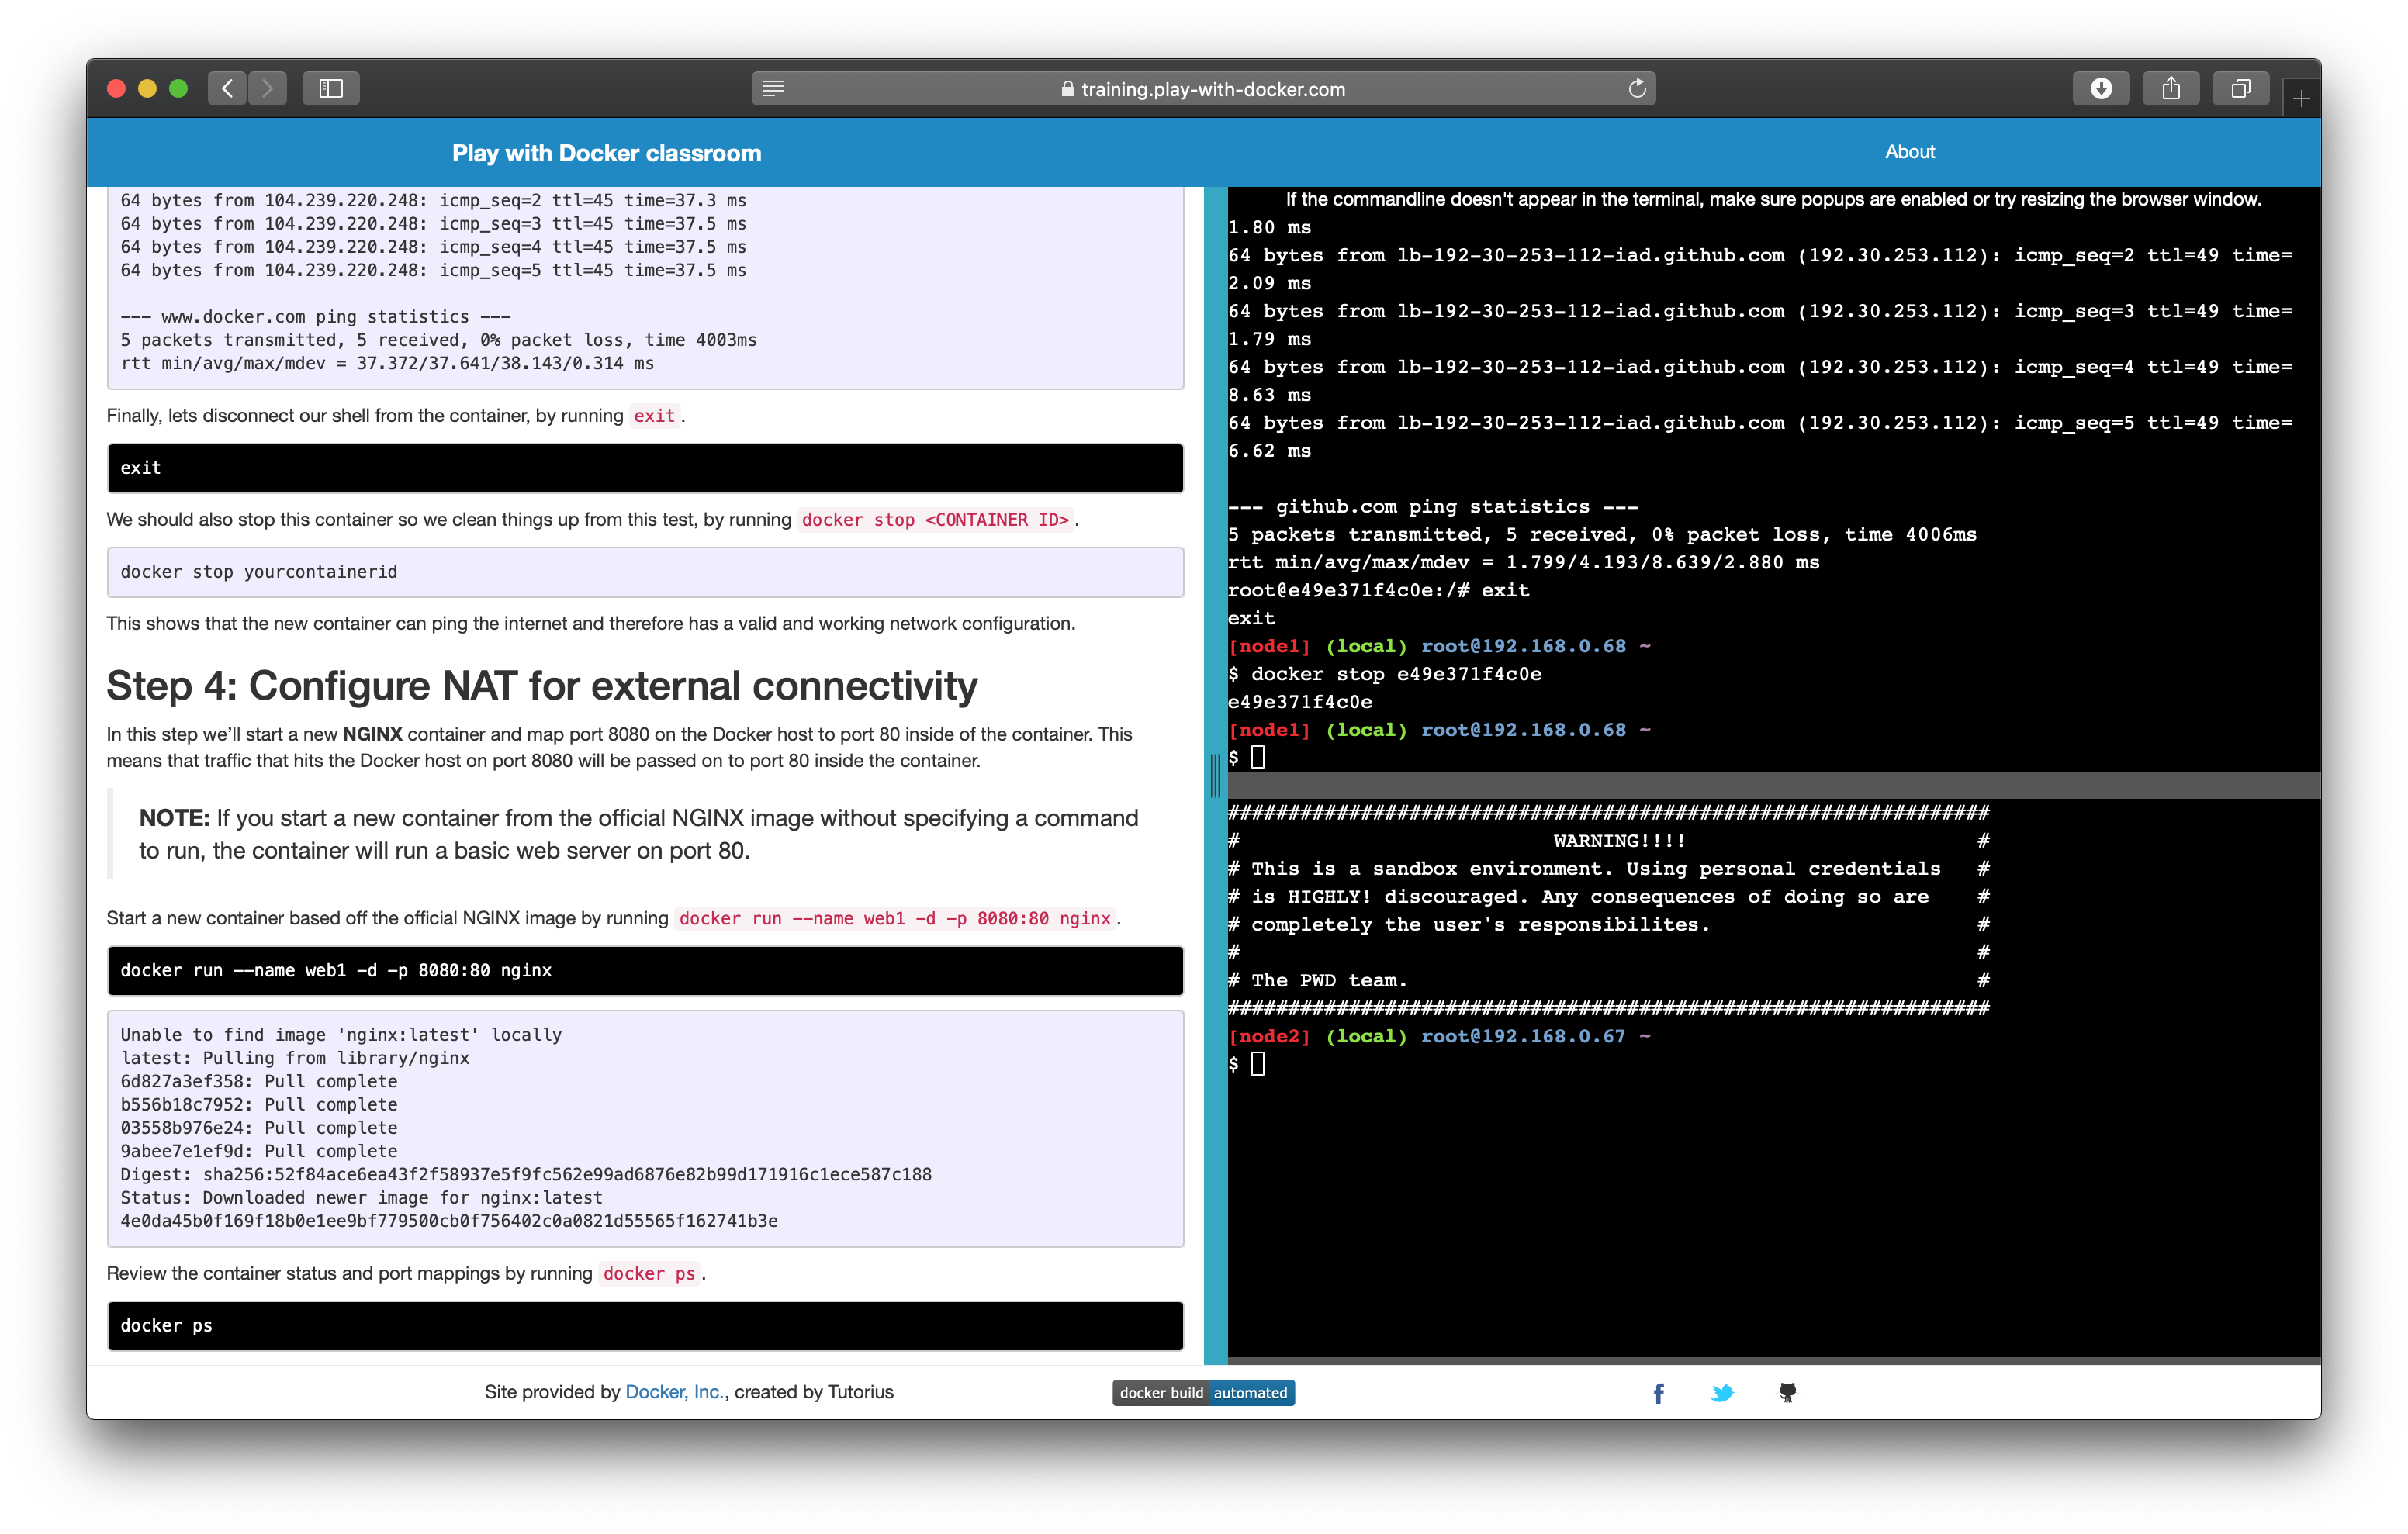 training.play-with-docker.com
Play with Docker classroom
About
64 bytes from 104.239.220.248: icmp_seq=2 ttl=45 time=37.3 ms
64 bytes from 104.239.220.248: icmp_seq=3 ttl=45 time=37.5 ms
64 bytes from 104.239.220.248: icmp_seq=4 ttl=45 time=37.5 ms
64 bytes from 104.239.220.248: icmp_seq=5 ttl=45 time=37.5 ms
--- www.docker.com ping statistics ---
5 packets transmitted, 5 received, 0% packet loss, time 4003ms
rtt min/avg/max/mdev = 37.372/37.641/38.143/0.314 ms
Finally, lets disconnect our shell from the container, by running exit.
exit
We should also stop this container so we clean things up from this test, by running docker stop <CONTAINER ID>.
docker stop yourcontainerid
This shows that the new container can ping the internet and therefore has a valid and working network configuration.
Step 4: Configure NAT for external connectivity
In this step we’ll start a new NGINX container and map port 8080 on the Docker host to port 80 inside of the container. This
means that traffic that hits the Docker host on port 8080 will be passed on to port 80 inside the container.
NOTE: If you start a new container from the official NGINX image without specifying a command
to run, the container will run a basic web server on port 80.
Start a new container based off the official NGINX image by running docker run --name web1 -d -p 8080:80 nginx.
docker run --name web1 -d -p 8080:80 nginx
Unable to find image 'nginx:latest' locally
latest: Pulling from library/nginx
6d827a3ef358: Pull complete
b556b18c7952: Pull complete
03558b976e24: Pull complete
9abee7e1ef9d: Pull complete
Digest: sha256:52f84ace6ea43f2f58937e5f9fc562e99ad6876e82b99d171916c1ece587c188
Status: Downloaded newer image for nginx:latest
4e0da45b0f169f18b0e1ee9bf779500cb0f756402c0a0821d55565f162741b3e
Review the container status and port mappings by running docker ps.
docker ps
If the commandline doesn't appear in the terminal, make sure popups are enabled or try resizing the browser window.
1.80 ms
64 bytes from lb-192-30-253-112-iad.github.com (192.30.253.112): icmp_seq=2 ttl=49 time=
2.09 ms
64 bytes from lb-192-30-253-112-iad.github.com (192.30.253.112): icmp_seq=3 ttl=49 time=
1.79 ms
64 bytes from lb-192-30-253-112-iad.github.com (192.30.253.112): icmp_seq=4 ttl=49 time=
8.63 ms
64 bytes from lb-192-30-253-112-iad.github.com (192.30.253.112): icmp_seq=5 ttl=49 time=
6.62 ms
--- github.com ping statistics ---
5 packets transmitted, 5 received, 0% packet loss, time 4006ms
rtt min/avg/max/mdev = 1.799/4.193/8.639/2.880 ms
root@e49e371f4c0e:/# exit
exit
[node1] (local) root@192.168.0.68 ~
$ docker stop e49e371f4c0e
e49e371f4c0e
[node1] (local) root@192.168.0.68 ~
$
###############################################################
# WARNING!!!! #
# This is a sandbox environment. Using personal credentials #
# is HIGHLY! discouraged. Any consequences of doing so are #
# completely the user's responsibilites. #
# #
# The PWD team. #
###############################################################
[node2] (local) root@192.168.0.67 ~
$
Site provided by Docker, Inc., created by Tutorius
docker build automated